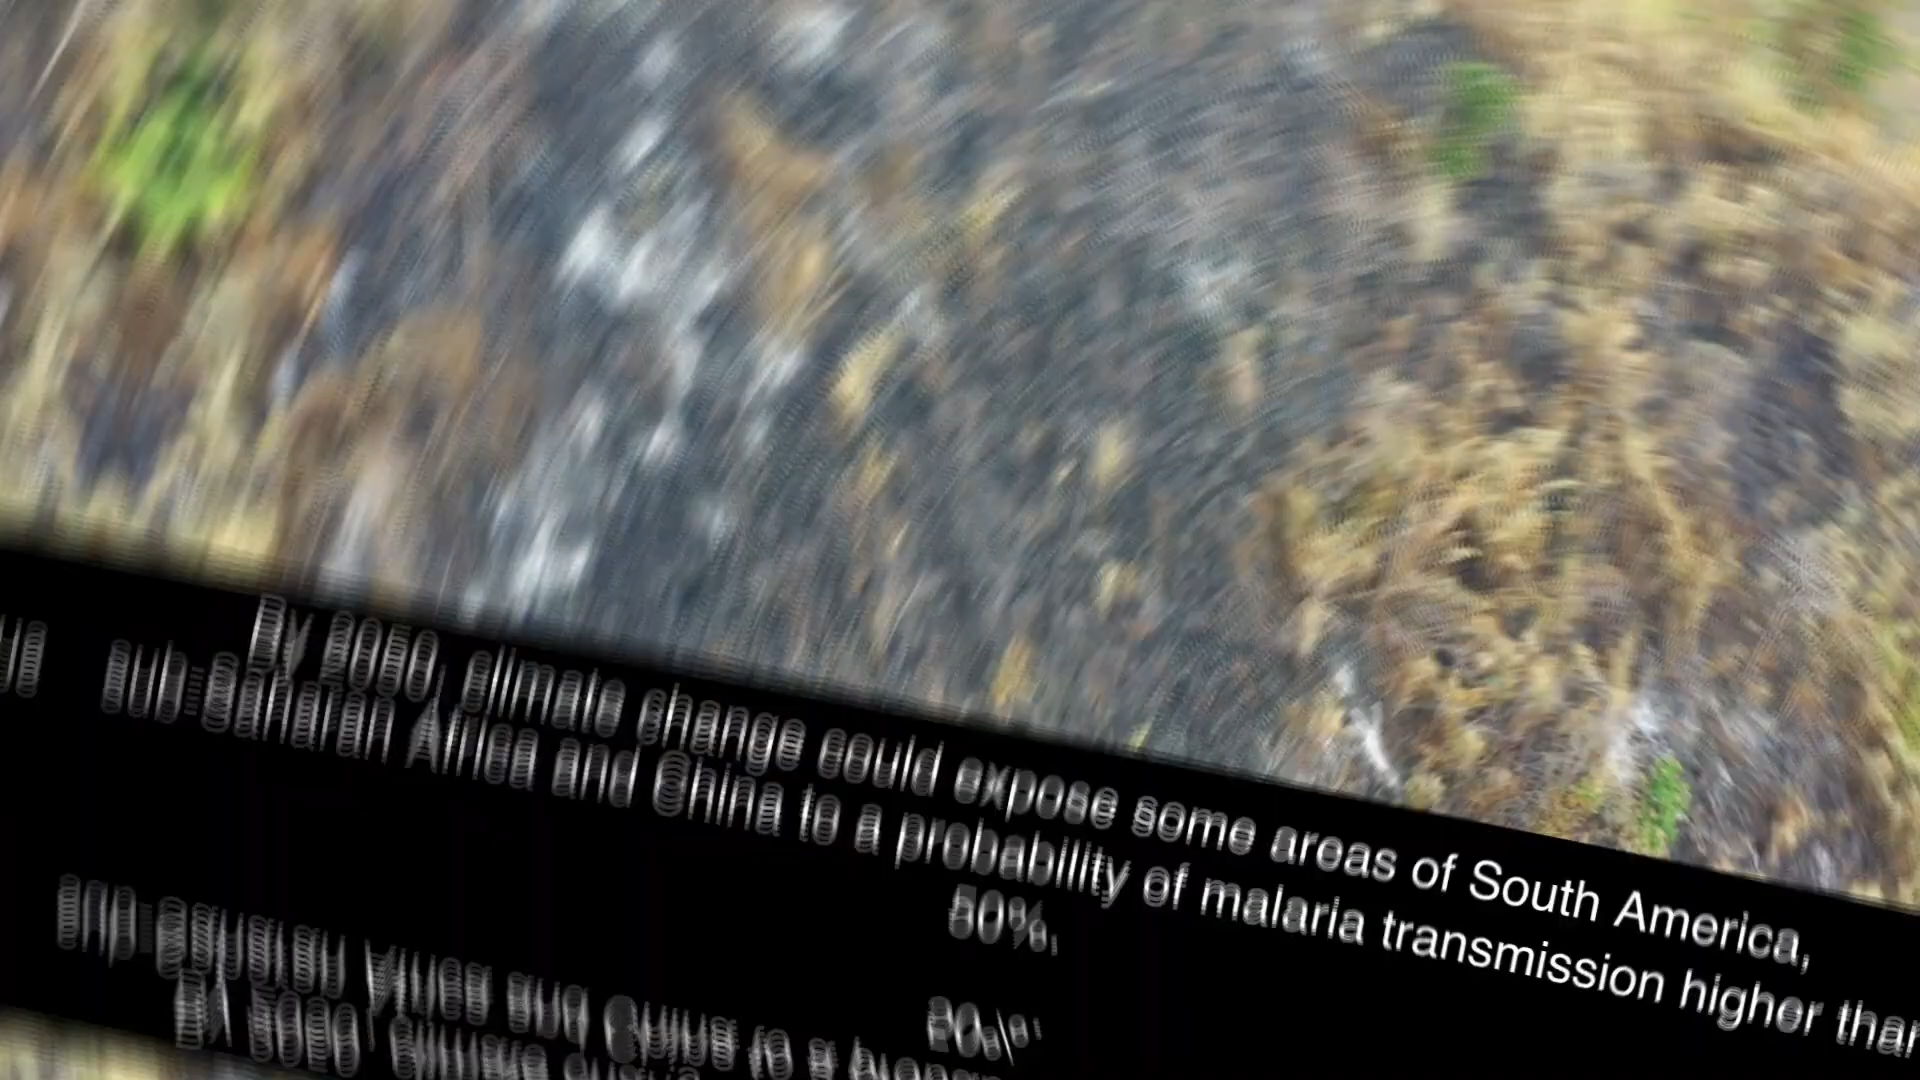 By 2050, climate change could expose some areas of South America,
sub-Saharan Africa and China to a probability of malaria transmission higher than
50%.